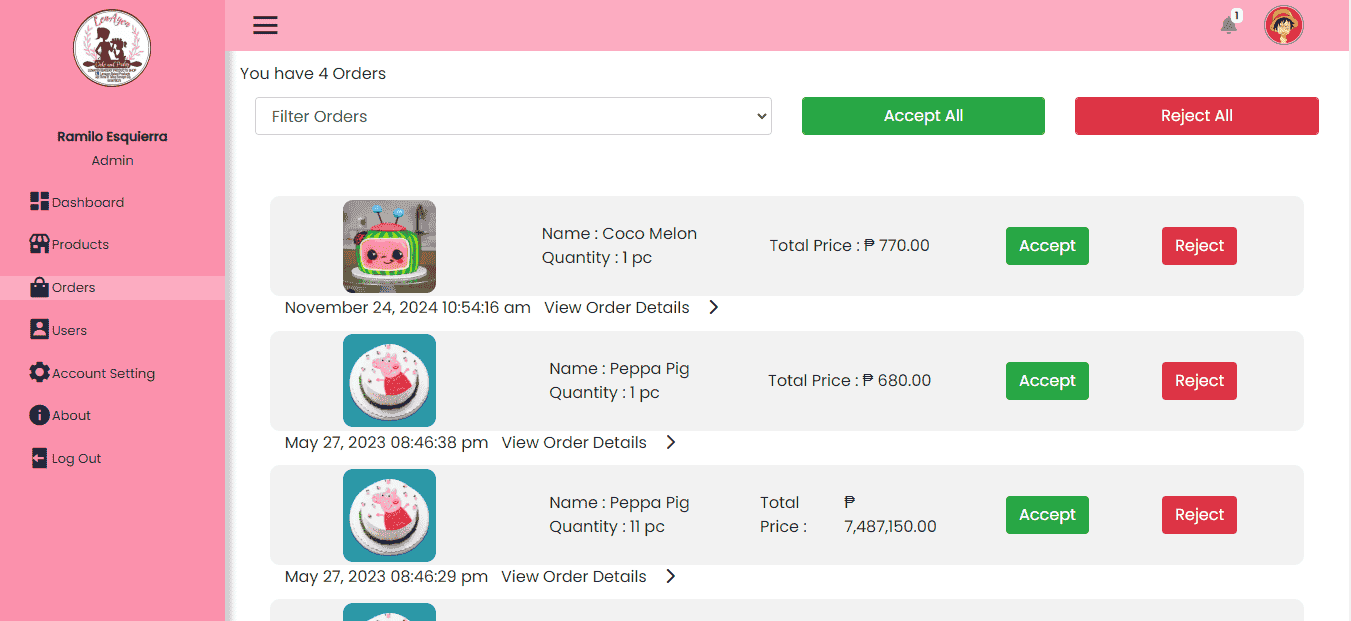 LenAyen
Cake and Pastry
1
You have 4 Orders
Filter Orders
Accept All
Reject All
Ramilo Esquierra
Admin
Dashboard
Products
Orders
Users
Account Setting
About
Log Out
Name : Coco Melon
Quantity : 1 pc
Total Price : ₱ 770.00
Accept
Reject
November 24, 2024 10:54:16 am View Order Details
Name : Peppa Pig
Quantity : 1 pc
Total Price : ₱ 680.00
Accept
Reject
May 27, 2023 08:46:38 pm View Order Details
Name : Peppa Pig
Quantity : 11 pc
Total ₱
Price : 7,487,150.00
Accept
Reject
May 27, 2023 08:46:29 pm View Order Details